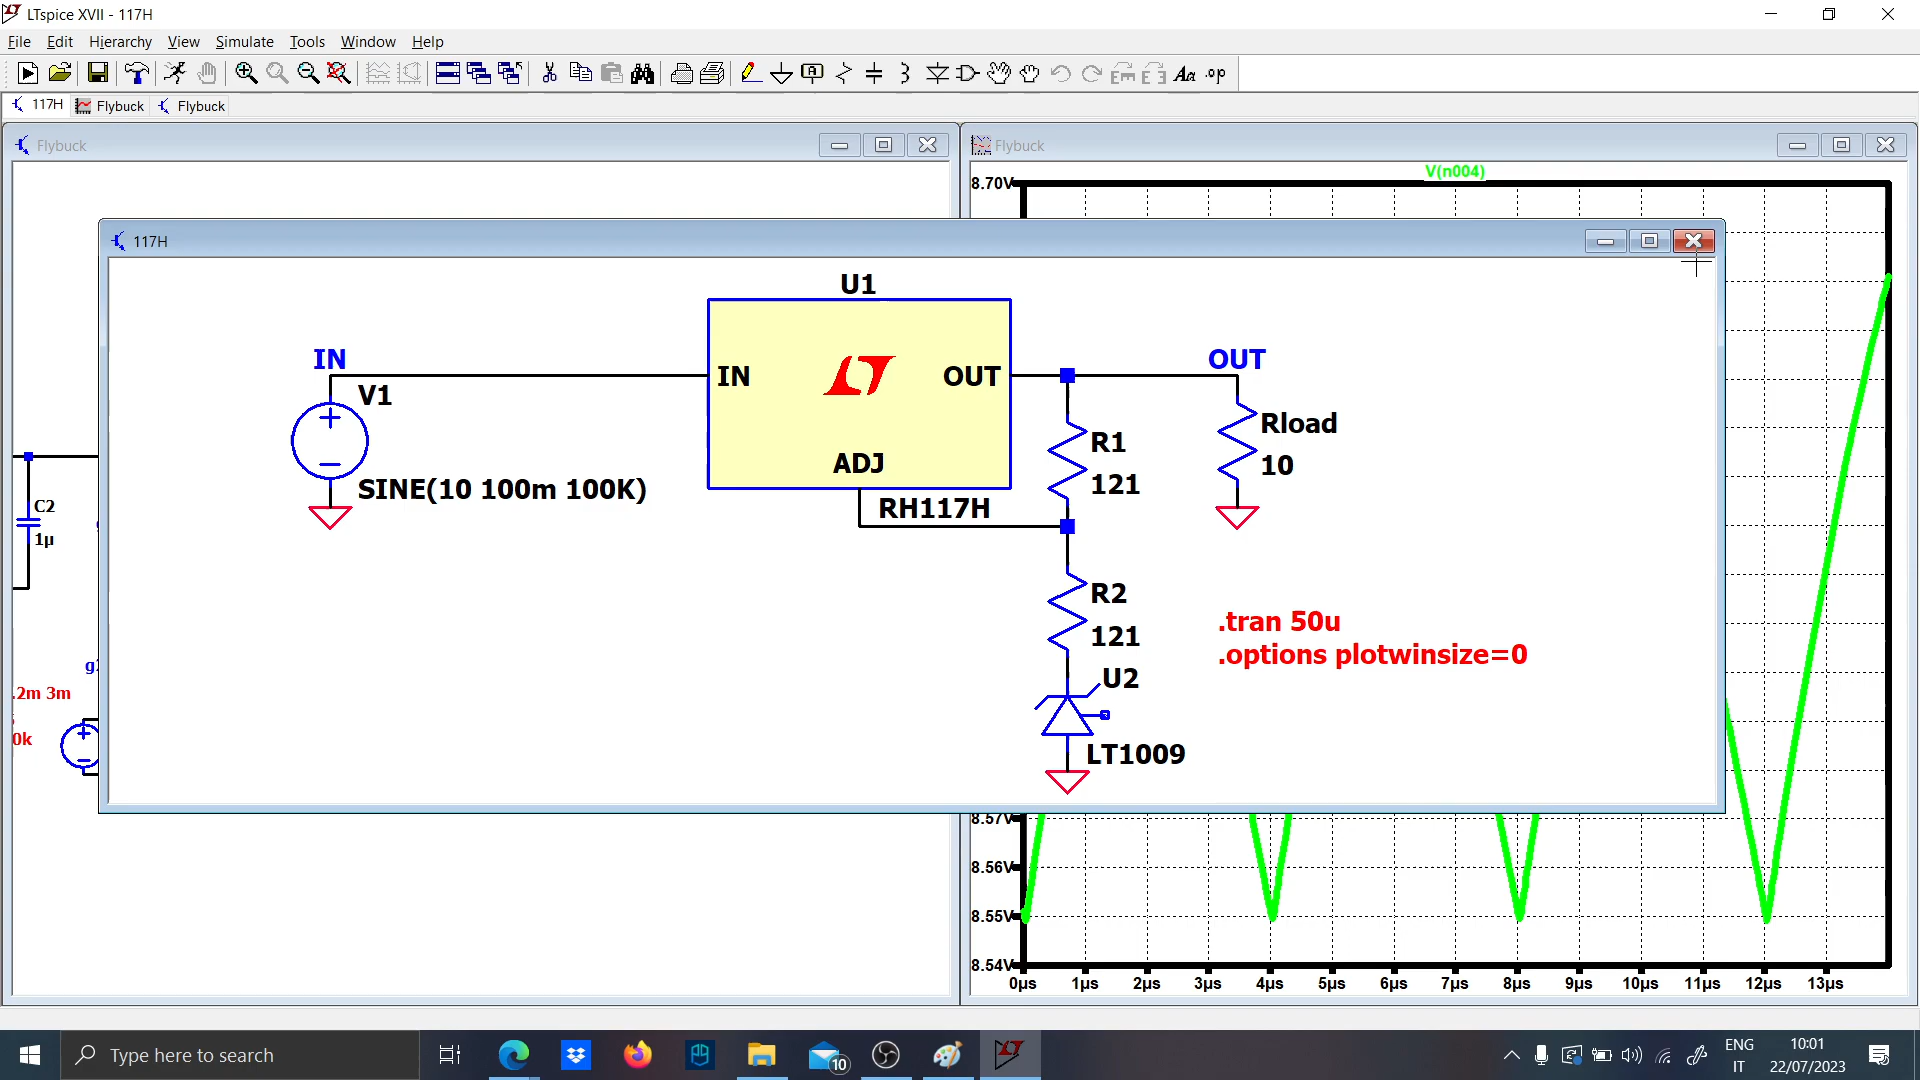 LTspice XVII - 117H
File Edit Hierarchy View Simulate Tools Window Help
117H Flybuck Flybuck
Flybuck
Flybuck
V(n004)
8.70V
117H
U1
IN
IN
OUT
OUT
V1
ADJ
SINE(10 100m 100K)
RH117H
R1
121
Rload
10
R2
121
U2
LT1009
.tran 50u
.options plotwinsize=0
C2
1µ
.2m 3m
0k
8.57V
8.56V
8.55V
8.54V
0µs 1µs 2µs 3µs 4µs 5µs 6µs 7µs 8µs 9µs 10µs 11µs 12µs 13µs
Type here to search
10
ENG
IT
10:01
22/07/2023